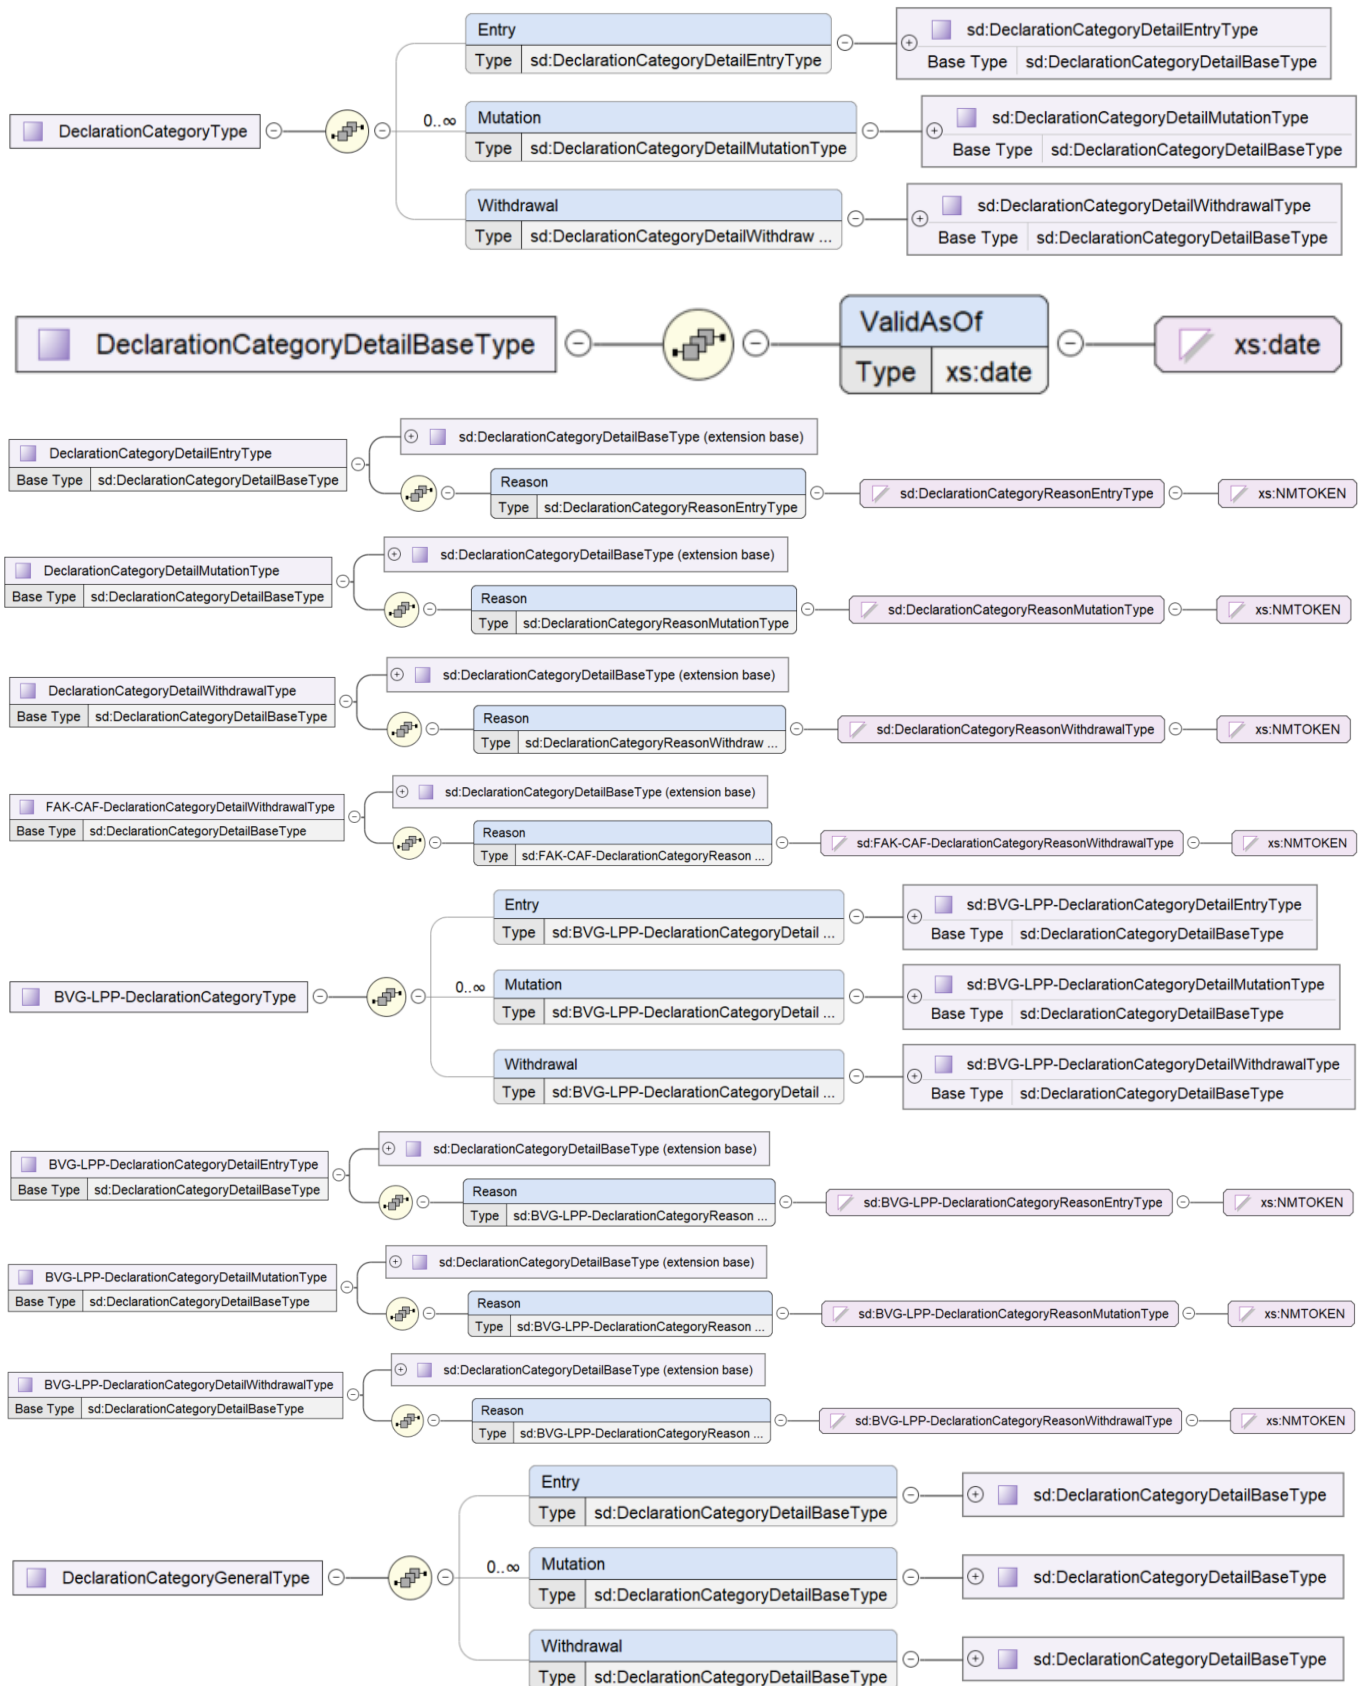 Entry
Type sd:DeclarationCategoryDetailEntryType
sd:DeclarationCategoryDetailEntryType
Base Type sd:DeclarationCategoryDetailBaseType
DeclarationCategoryType
0..∞
Mutation
Type sd:DeclarationCategoryDetailMutationType
sd:DeclarationCategoryDetailMutationType
Base Type sd:DeclarationCategoryDetailBaseType
Withdrawal
Type sd:DeclarationCategoryDetailWithdraw ...
sd:DeclarationCategoryDetailWithdrawalType
Base Type sd:DeclarationCategoryDetailBaseType
DeclarationCategoryDetailBaseType
ValidAsOf
Type xs:date
xs:date
DeclarationCategoryDetailEntryType
Base Type sd:DeclarationCategoryDetailBaseType
sd:DeclarationCategoryDetailBaseType (extension base)
Reason
Type sd:DeclarationCategoryReasonEntryType
sd:DeclarationCategoryReasonEntryType
xs:NMTOKEN
DeclarationCategoryDetailMutationType
Base Type sd:DeclarationCategoryDetailBaseType
sd:DeclarationCategoryDetailBaseType (extension base)
Reason
Type sd:DeclarationCategoryReasonMutationType
sd:DeclarationCategoryReasonMutationType
xs:NMTOKEN
DeclarationCategoryDetailWithdrawalType
Base Type sd:DeclarationCategoryDetailBaseType
sd:DeclarationCategoryDetailBaseType (extension base)
Reason
Type sd:DeclarationCategoryReasonWithdraw ...
sd:DeclarationCategoryReasonWithdrawalType
xs:NMTOKEN
FAK-CAF-DeclarationCategoryDetailWithdrawalType
Base Type sd:DeclarationCategoryDetailBaseType
sd:DeclarationCategoryDetailBaseType (extension base)
Reason
Type sd:FAK-CAF-DeclarationCategoryReason ...
sd:FAK-CAF-DeclarationCategoryReasonWithdrawalType
xs:NMTOKEN
Entry
Type sd:BVG-LPP-DeclarationCategoryDetail ...
sd:BVG-LPP-DeclarationCategoryDetailEntryType
Base Type sd:DeclarationCategoryDetailBaseType
BVG-LPP-DeclarationCategoryType
0..∞
Mutation
Type sd:BVG-LPP-DeclarationCategoryDetail ...
sd:BVG-LPP-DeclarationCategoryDetailMutationType
Base Type sd:DeclarationCategoryDetailBaseType
Withdrawal
Type sd:BVG-LPP-DeclarationCategoryDetail ...
sd:BVG-LPP-DeclarationCategoryDetailWithdrawalType
Base Type sd:DeclarationCategoryDetailBaseType
BVG-LPP-DeclarationCategoryDetailEntryType
Base Type sd:DeclarationCategoryDetailBaseType
sd:DeclarationCategoryDetailBaseType (extension base)
Reason
Type sd:BVG-LPP-DeclarationCategoryReason ...
sd:BVG-LPP-DeclarationCategoryReasonEntryType
xs:NMTOKEN
BVG-LPP-DeclarationCategoryDetailMutationType
Base Type sd:DeclarationCategoryDetailBaseType
sd:DeclarationCategoryDetailBaseType (extension base)
Reason
Type sd:BVG-LPP-DeclarationCategoryReason ...
sd:BVG-LPP-DeclarationCategoryReasonMutationType
xs:NMTOKEN
BVG-LPP-DeclarationCategoryDetailWithdrawalType
Base Type sd:DeclarationCategoryDetailBaseType
sd:DeclarationCategoryDetailBaseType (extension base)
Reason
Type sd:BVG-LPP-DeclarationCategoryReason ...
sd:BVG-LPP-DeclarationCategoryReasonWithdrawalType
xs:NMTOKEN
Entry
Type sd:DeclarationCategoryDetailBaseType
sd:DeclarationCategoryDetailBaseType
DeclarationCategoryGeneralType
0..∞
Mutation
Type sd:DeclarationCategoryDetailBaseType
sd:DeclarationCategoryDetailBaseType
Withdrawal
Type sd:DeclarationCategoryDetailBaseType
sd:DeclarationCategoryDetailBaseType